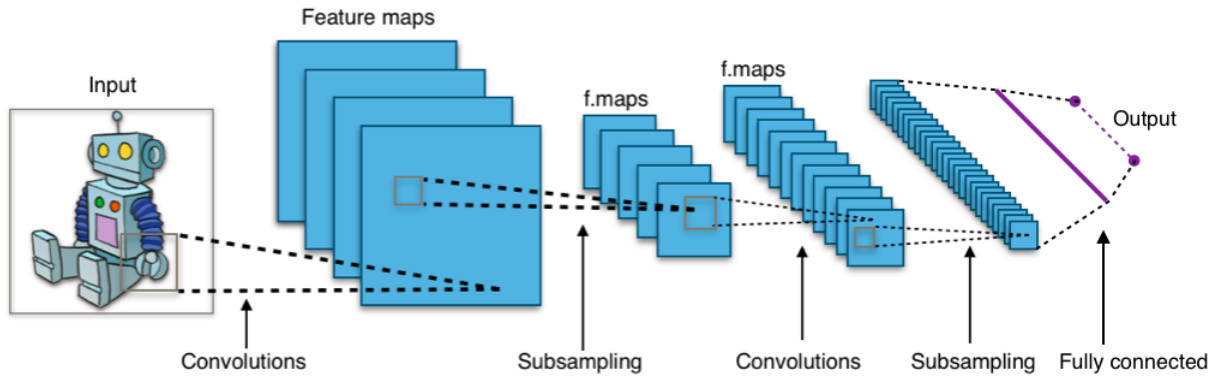 Feature maps
Input
f.maps
f.maps
Output
Convolutions
Subsampling
Convolutions
Subsampling
Fully connected